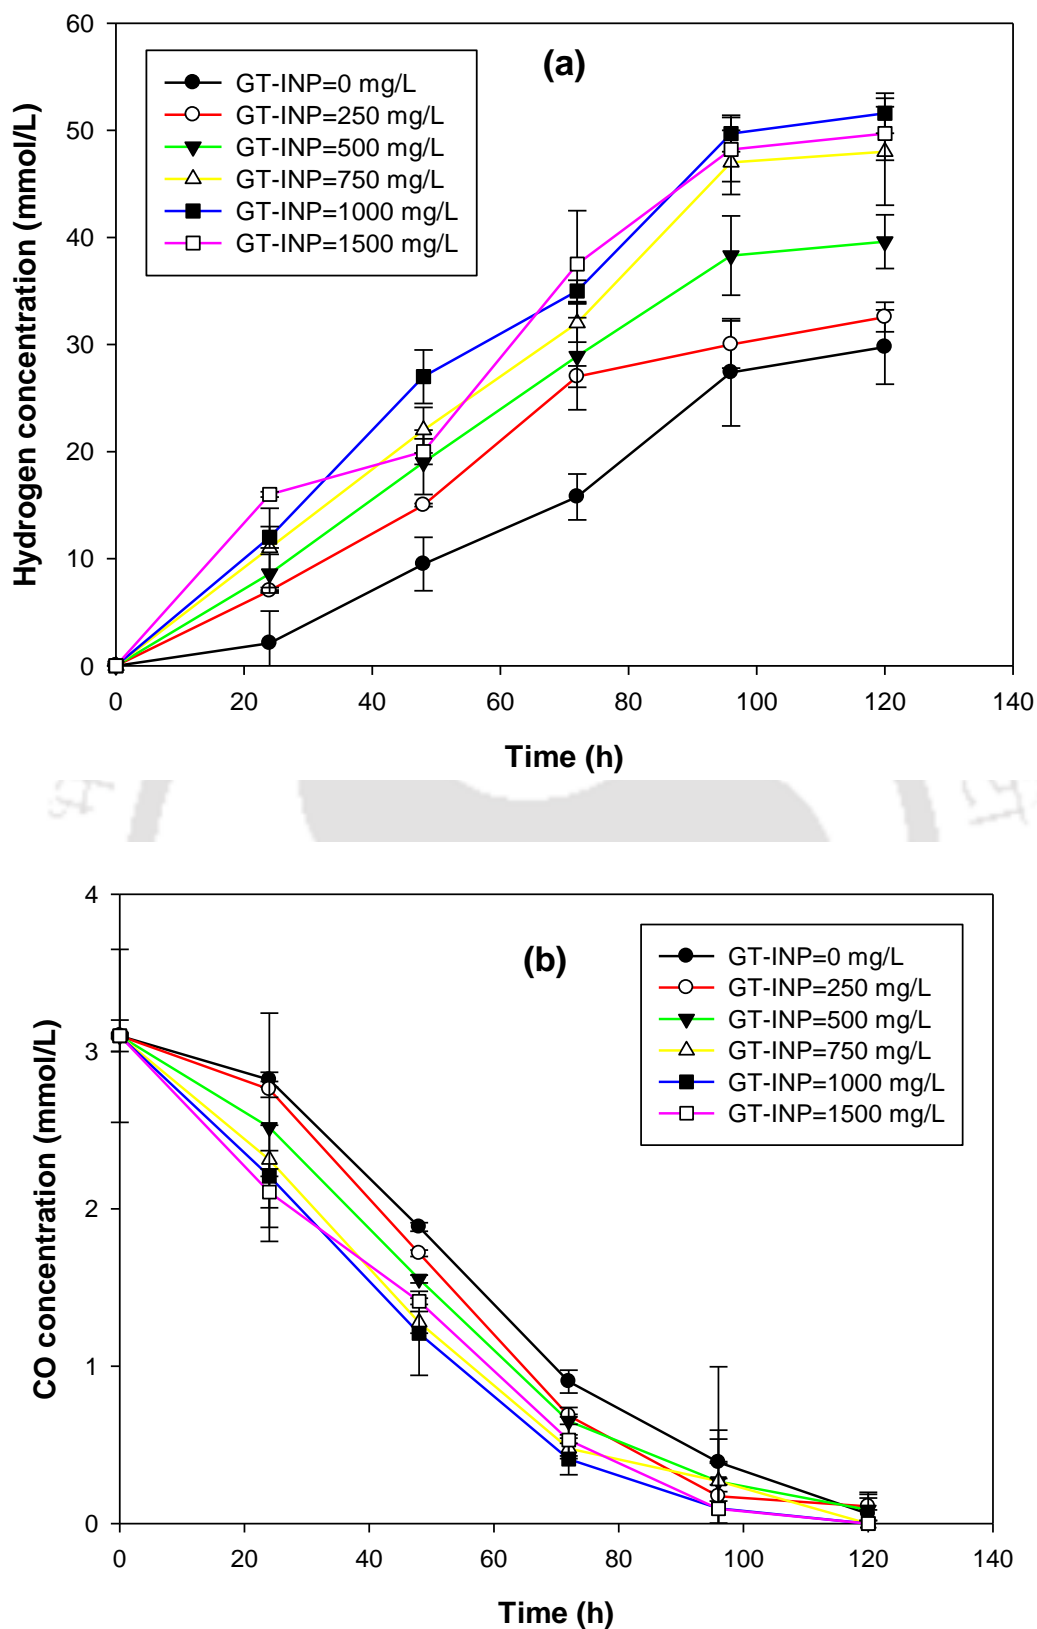 60
50
40
30
20
10
0
Hydrogen concentration (mmol/L)
(a)
GT-INP=0 mg/L
GT-INP=250 mg/L
GT-INP=500 mg/L
GT-INP=750 mg/L
GT-INP=1000 mg/L
GT-INP=1500 mg/L
0 20 40 60 80 100 120 140
Time (h)
4
3
2
1
0
CO concentration (mmol/L)
(b)
GT-INP=0 mg/L
GT-INP=250 mg/L
GT-INP=500 mg/L
GT-INP=750 mg/L
GT-INP=1000 mg/L
GT-INP=1500 mg/L
0 20 40 60 80 100 120 140
Time (h)